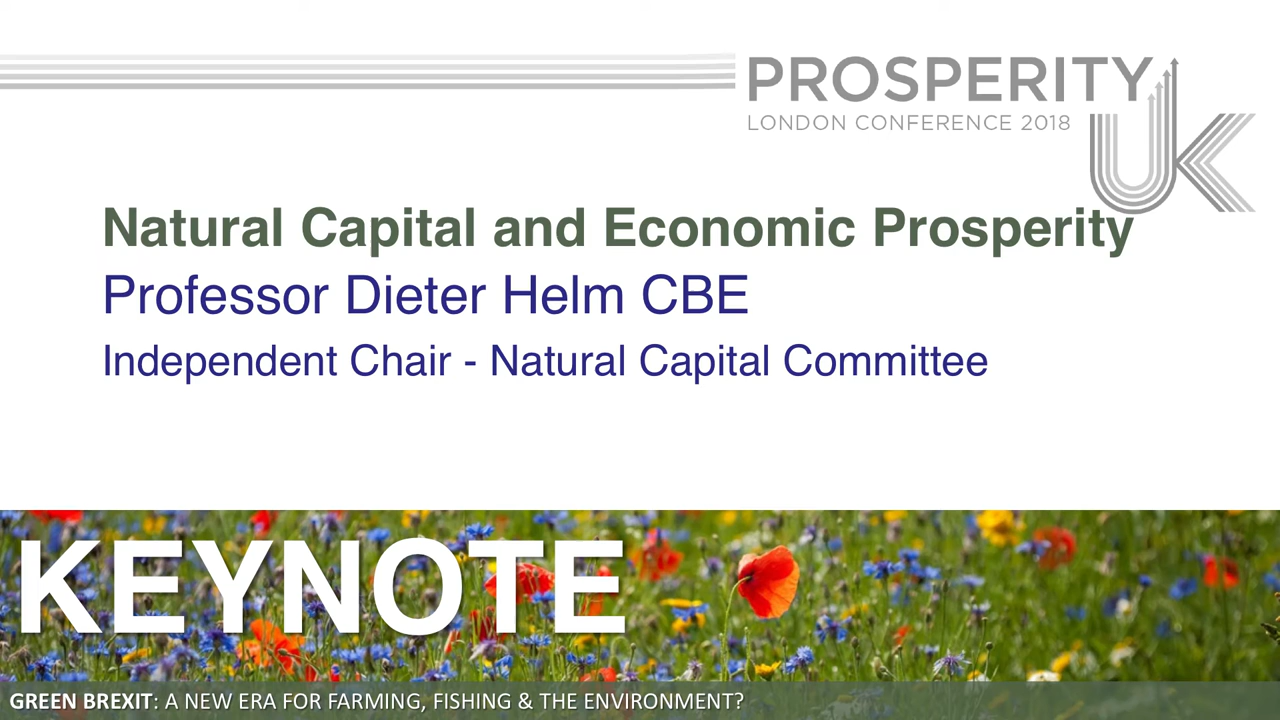 PROSPERITY
LONDON CONFERENCE 2018
UK
Natural Capital and Economic Prosperity
Professor Dieter Helm CBE
Independent Chair - Natural Capital Committee
KEYNOTE
GREEN BREXIT: A NEW ERA FOR FARMING, FISHING & THE ENVIRONMENT?